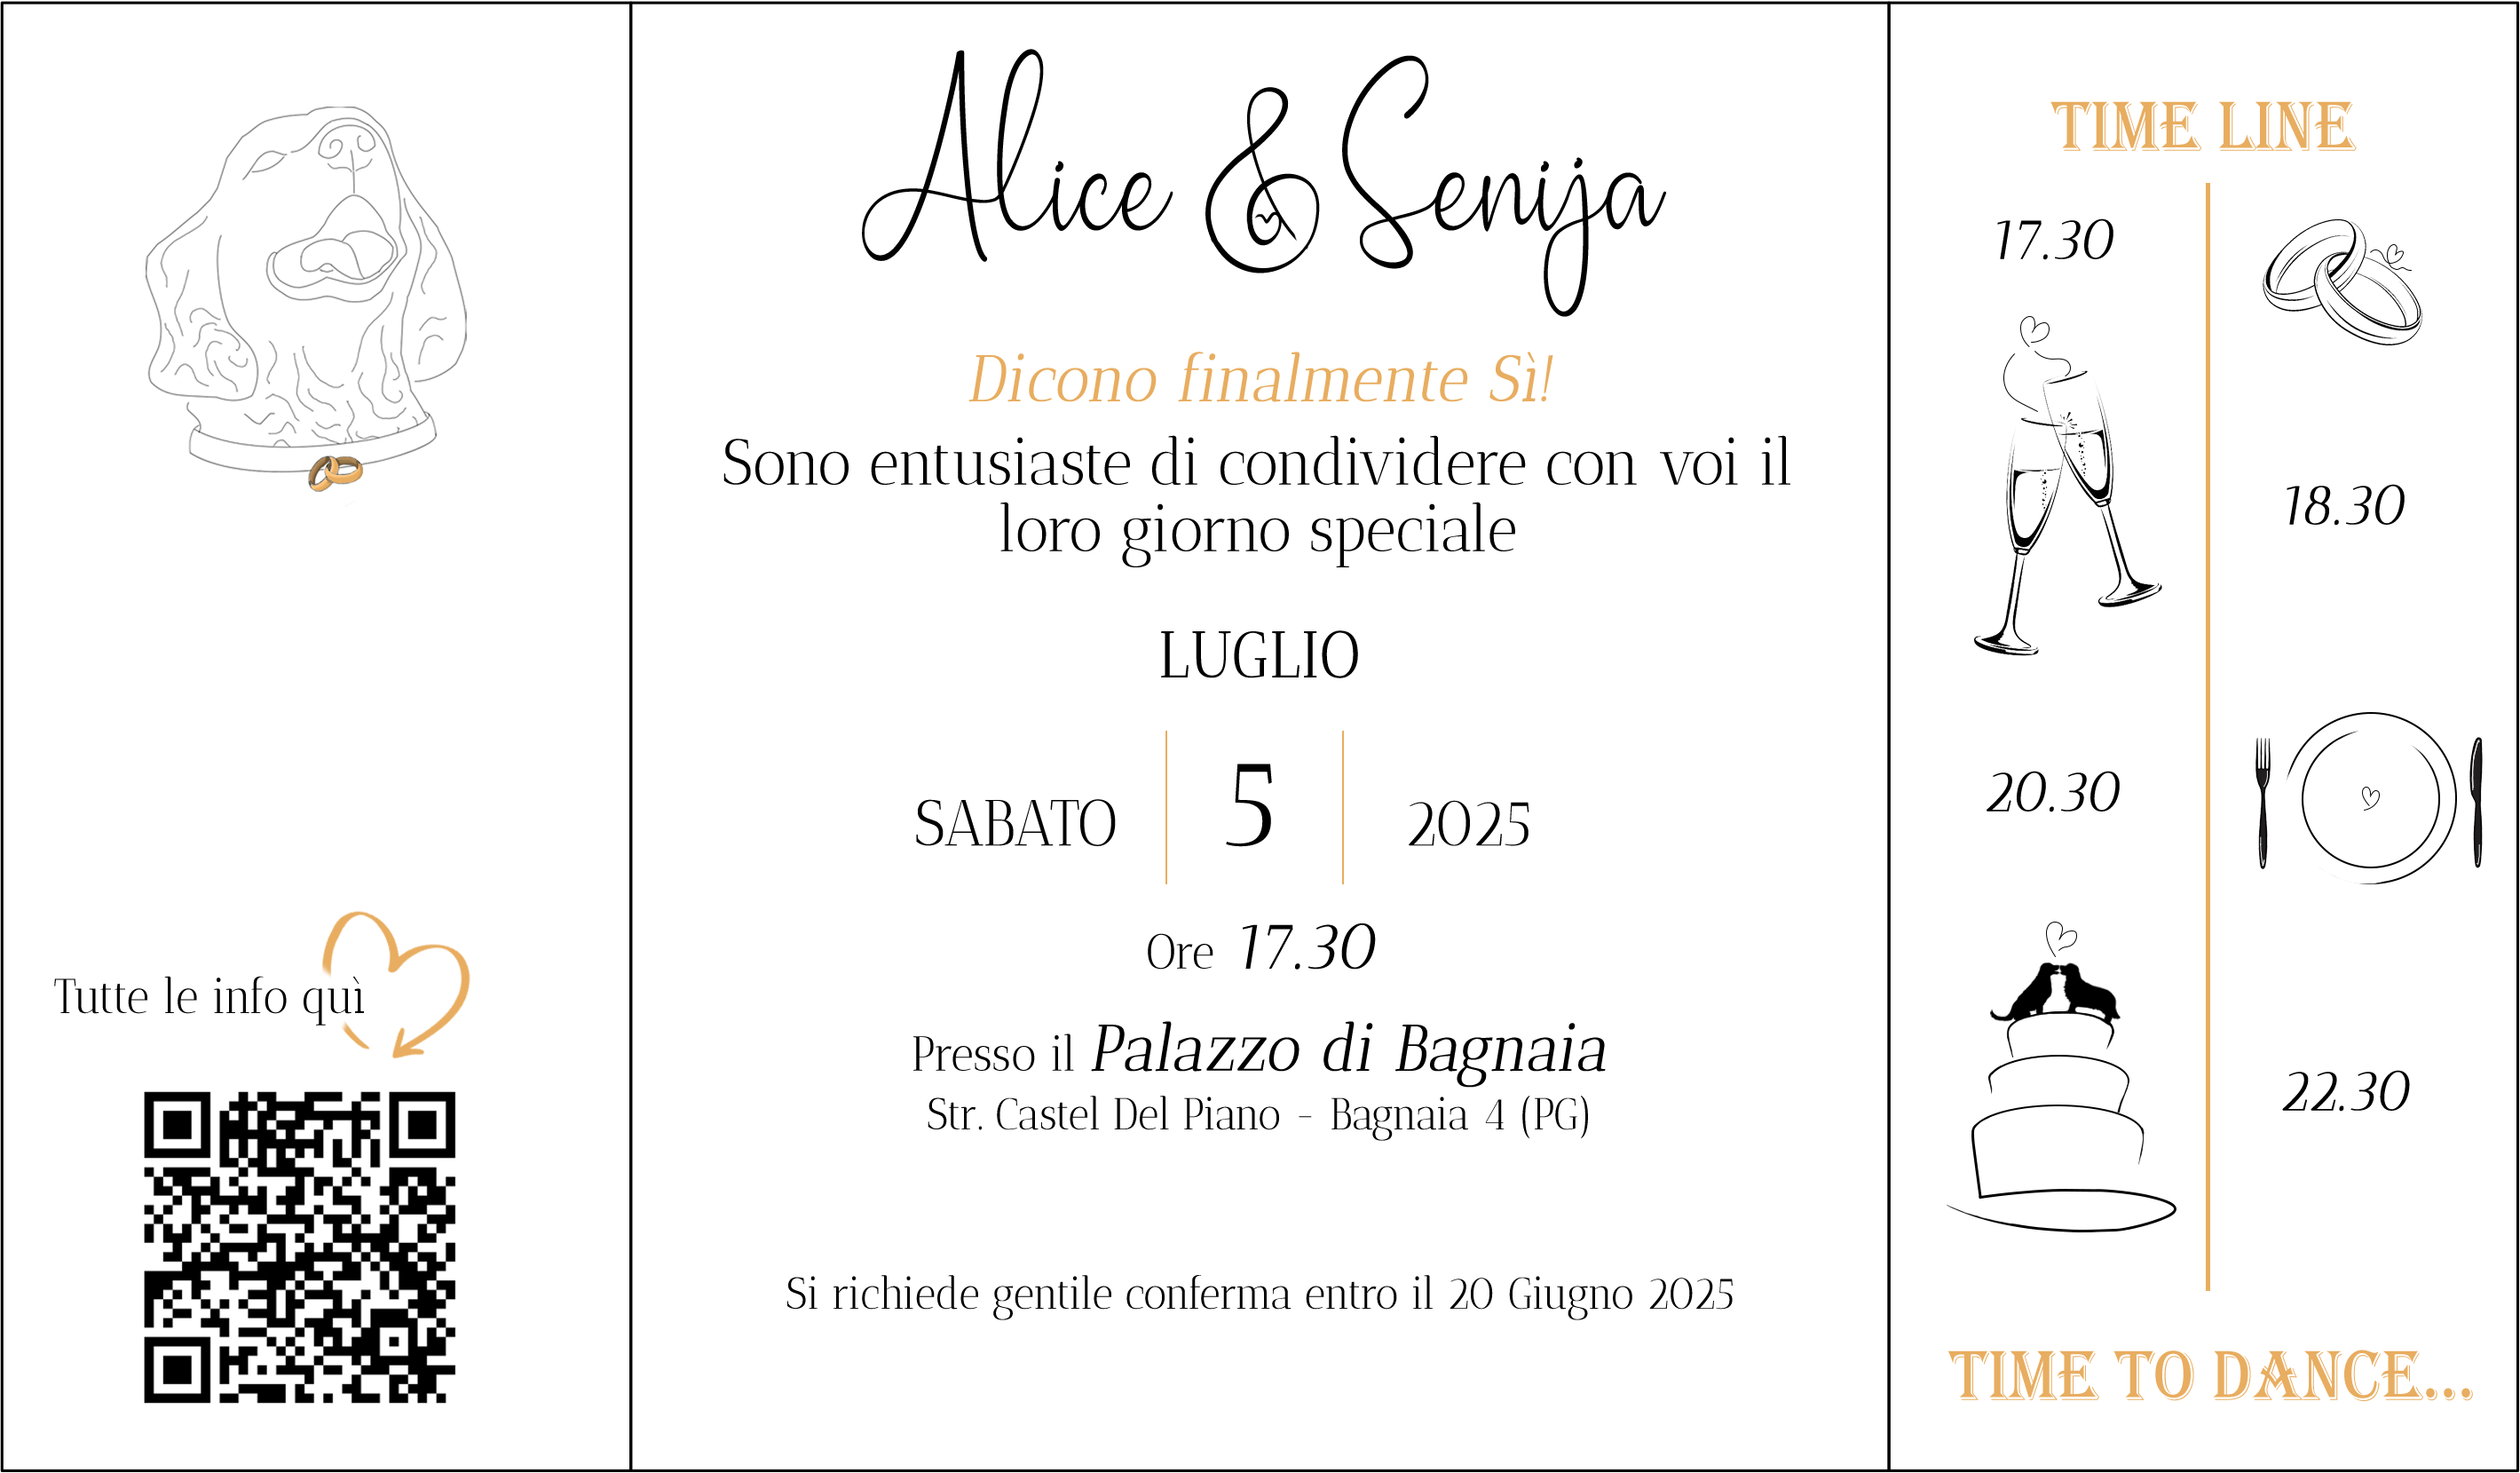 Tutte le info quì
Alice & Senija
Dicono finalmente Sì!
Sono entusiaste di condividere con voi il
loro giorno speciale
LUGLIO
SABATO 5 2025
Ore 17.30
Presso il Palazzo di Bagnaia
Str. Castel Del Piano - Bagnaia 4 (PG)
Si richiede gentile conferma entro il 20 Giugno 2025
TIME LINE
17.30
18.30
20.30
22.30
TIME TO DANCE...